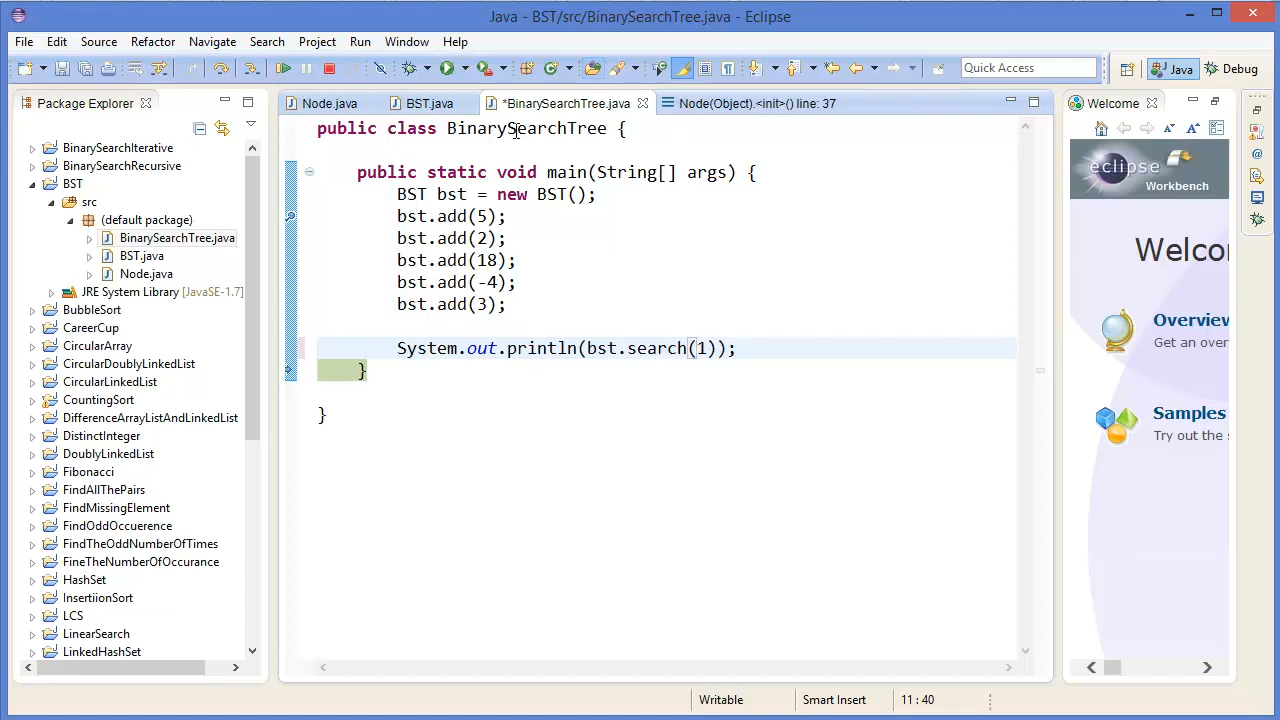 Java - BST/src/BinarySearchTree.java - Eclipse
File Edit Source Refactor Navigate Search Project Run Window Help
Quick Access
Java
Debug
Package Explorer
BinarySearchIterative
BinarySearchRecursive
BST
src
(default package)
BinarySearchTree.java
BST.java
Node.java
JRE System Library [JavaSE-1.7]
BubbleSort
CareerCup
CircularArray
CircularDoublyLinkedList
CircularLinkedList
CountingSort
DifferenceArrayListAndLinkedList
DistinctInteger
DoublyLinkedList
Fibonacci
FindAllThePairs
FindMissingElement
FindOddOccuerence
FindTheOddNumberOfTimes
FineTheNumberOfOccurance
HashSet
InsertiionSort
LCS
LinearSearch
LinkedHashSet
Node.java
BST.java
*BinarySearchTree.java
Node(Object).<init>() line: 37
public class BinarySearchTree {
public static void main(String[] args) {
BST bst = new BST();
bst.add(5);
bst.add(2);
bst.add(18);
bst.add(-4);
bst.add(3);
System.out.println(bst.search(1));
}
}
Welcome
eclipse
Workbench
Welco
Overvie
Get an over
Samples
Try out the
Writable
Smart Insert
11 : 40